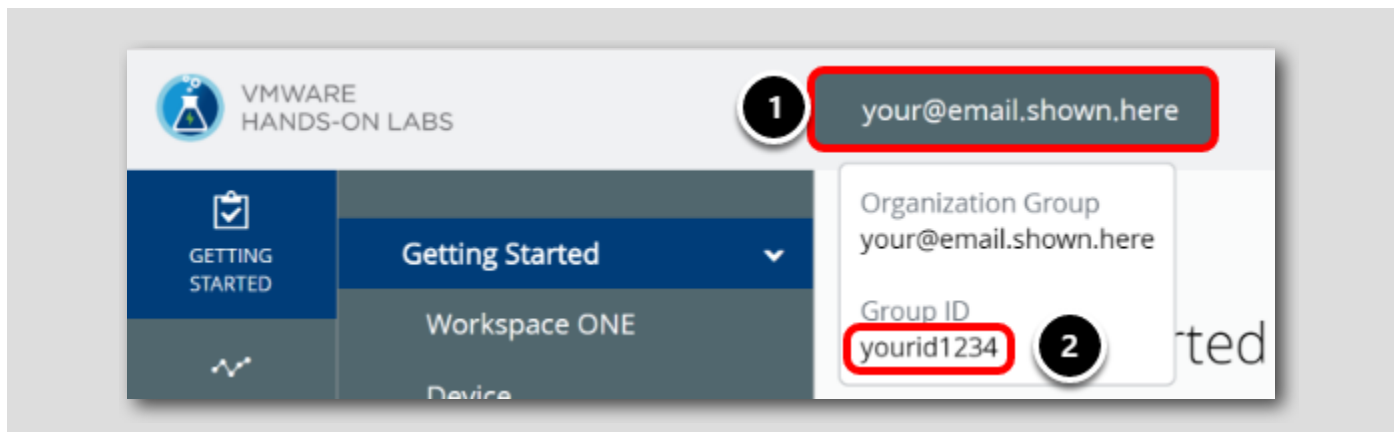 VMWARE
HANDS-ON LABS
1
your@email.shown.here
Organization Group
your@email.shown.here
Group ID
yourid1234
2
GETTING
STARTED
Getting Started
Workspace ONE
Device
rted